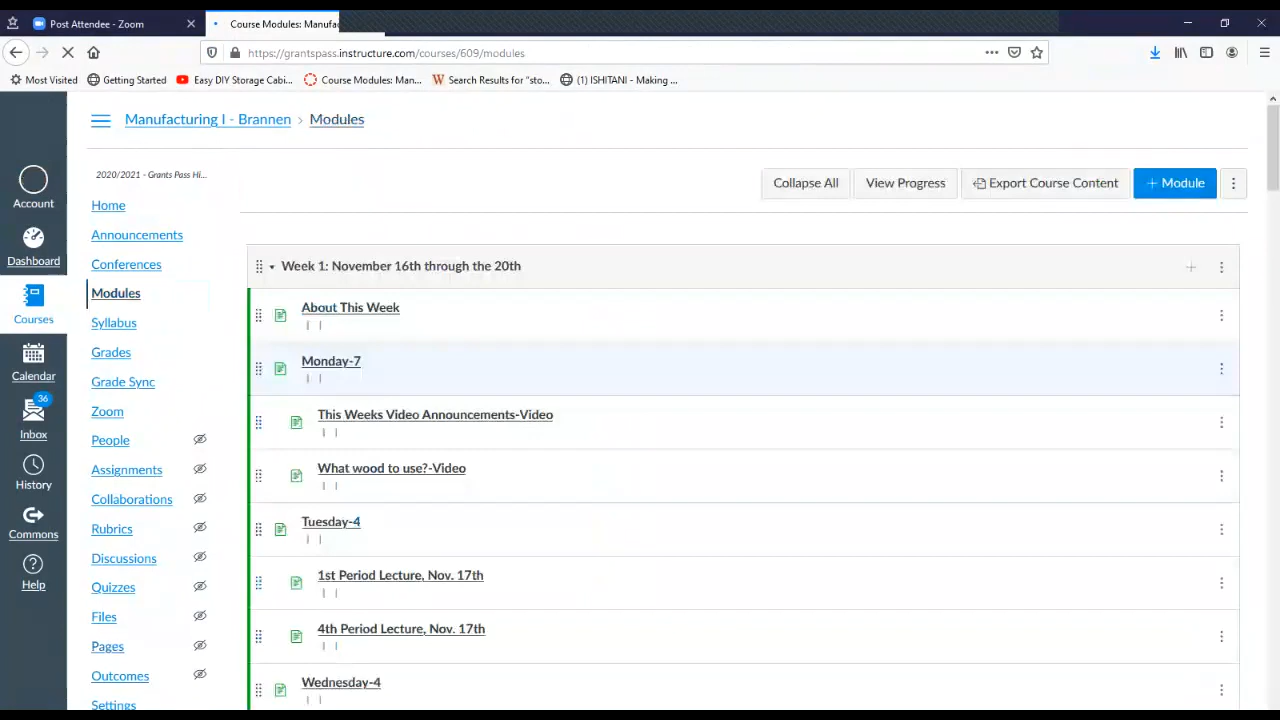 Post Attendee - Zoom
Course Modules: Manufa
https://grantspass.instructure.com/courses/609/modules
Most Visited
Getting Started
Easy DIY Storage Cabi...
Course Modules: Man...
Search Results for "sto...
(1) ISHITANI - Making ...
Manufacturing I - Brannen > Modules
2020/2021 - Grants Pass Hi...
Collapse All
View Progress
Export Course Content
+ Module
Account
Dashboard
Courses
Calendar
36
Inbox
History
Commons
Help
Home
Announcements
Conferences
Modules
Syllabus
Grades
Grade Sync
Zoom
People
Assignments
Collaborations
Rubrics
Discussions
Quizzes
Files
Pages
Outcomes
Settings
Week 1: November 16th through the 20th
About This Week
Monday-7
This Weeks Video Announcements-Video
What wood to use?-Video
Tuesday-4
1st Period Lecture, Nov. 17th
4th Period Lecture, Nov. 17th
Wednesday-4